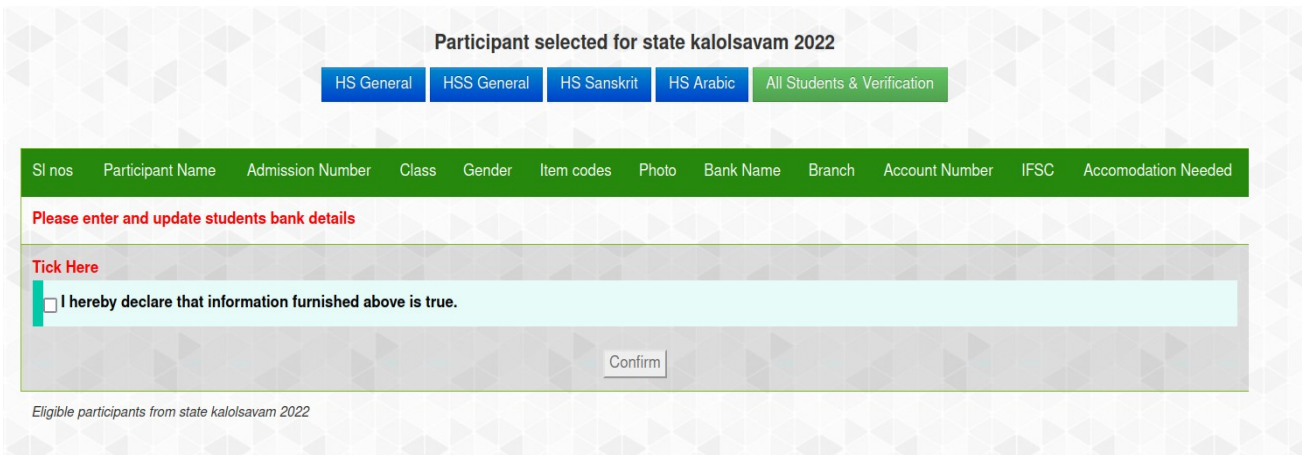 Participant selected for state kalolsavam 2022
HS General HSS General HS Sanskrit HS Arabic All Students & Verification
Sl nos Participant Name Admission Number Class Gender Item codes Photo Bank Name Branch Account Number IFSC Accomodation Needed
Please enter and update students bank details
Tick Here
I hereby declare that information furnished above is true.
Confirm
Eligible participants from state kalolsavam 2022